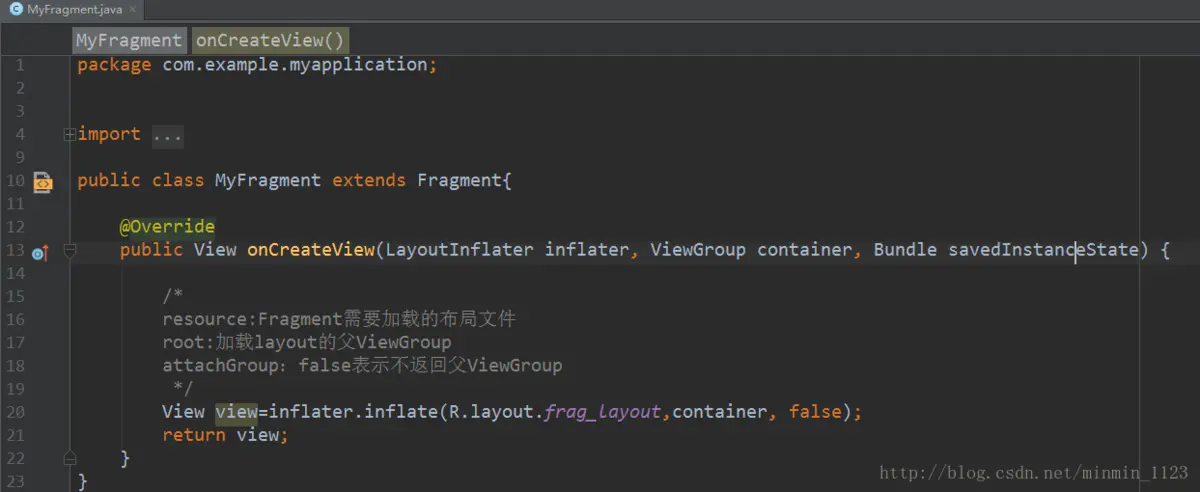 MyFragment.java
MyFragment onCreateView()
1 package com.example.myapplication;
2
3
4 import ...
9
10 public class MyFragment extends Fragment{
11
12 @Override
13 public View onCreateView(LayoutInflater inflater, ViewGroup container, Bundle savedInstanceState) {
14
15 /*
16 resource:Fragment需要加载的布局文件
17 root:加载layout的父ViewGroup
18 attachGroup: false表示不返回父ViewGroup
19 */
20 View view=inflater.inflate(R.layout.frag_layout,container, false);
21 return view;
22 }
23 }
http://blog.csdn.net/minmin_1123